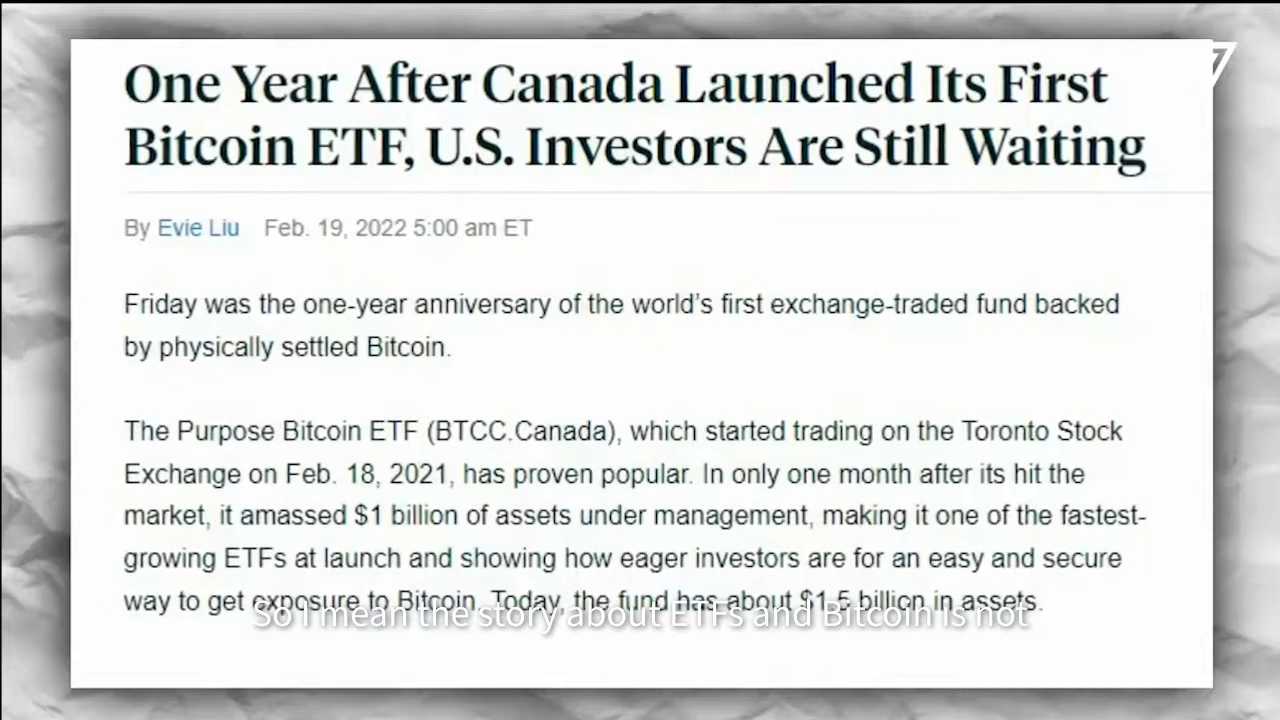 One Year After Canada Launched Its First
Bitcoin ETF, U.S. Investors Are Still Waiting
By Evie Liu Feb. 19, 2022 5:00 am ET
Friday was the one-year anniversary of the world's first exchange-traded fund backed
by physically settled Bitcoin.
The Purpose Bitcoin ETF (BTCC.Canada), which started trading on the Toronto Stock
Exchange on Feb. 18, 2021, has proven popular. In only one month after its hit the
market, it amassed $1 billion of assets under management, making it one of the fastest-
growing ETFs at launch and showing how eager investors are for an easy and secure
way to get exposure to Bitcoin. Today, the fund has about $1.5 billion in assets.
So I mean the story about ETFs and Bitcoin is not